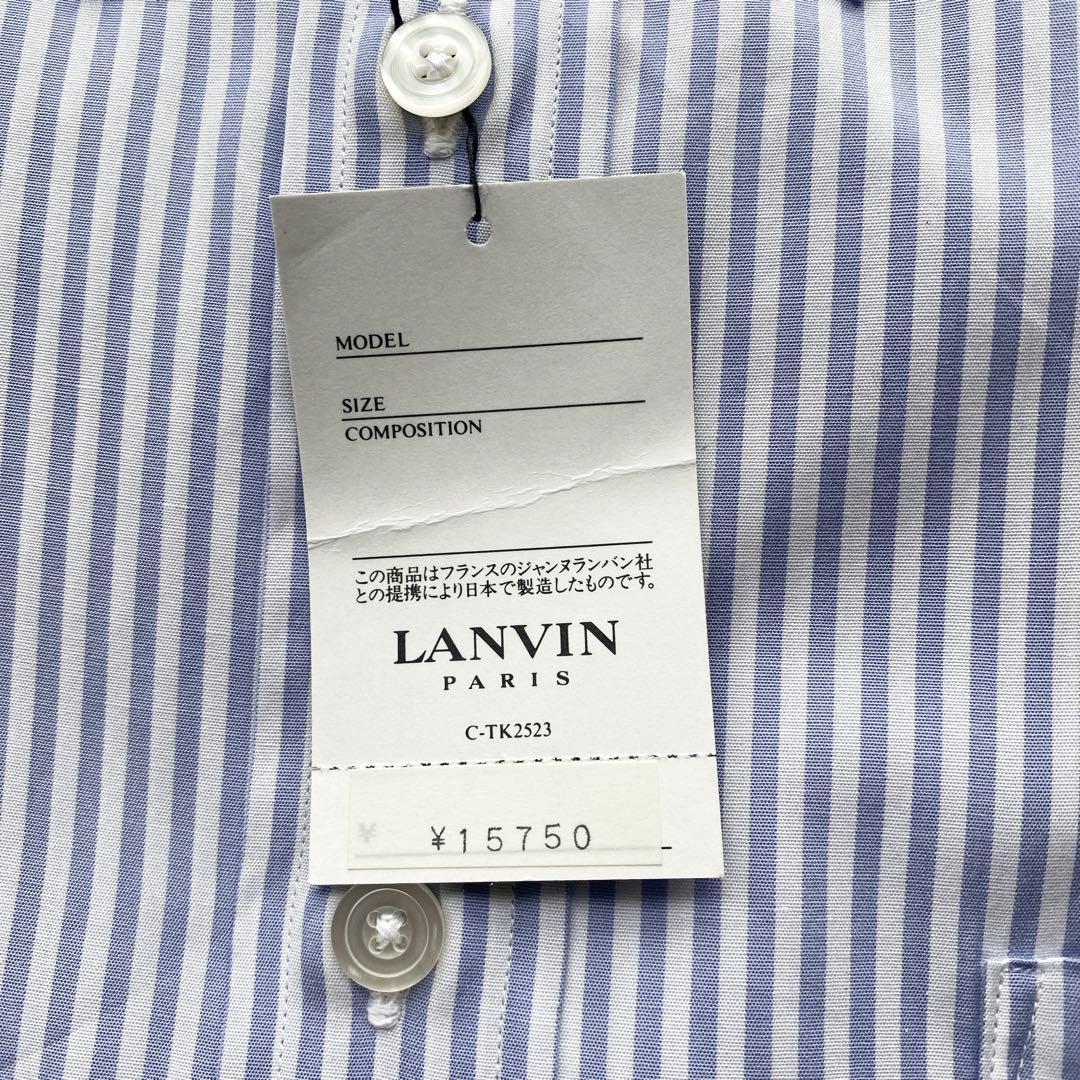 MODEL
SIZE
COMPOSITION
この商品はフランスのジャンヌランバン社
との提携により日本で製造したものです。
LANVIN
PARIS
C-TK2523
¥ ¥15750